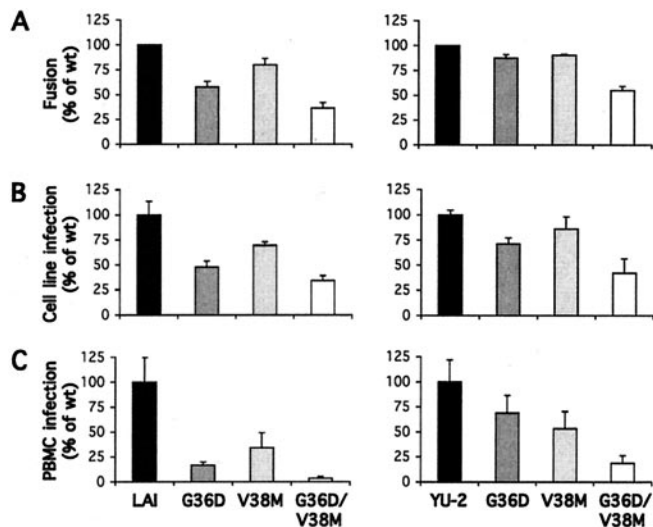 A
Fusion
(% of wt)
125
100
75
50
25
0
125
100
75
50
25
0
B
Cell line infection
(% of wt)
125
100
75
50
25
0
125
100
75
50
25
0
C
PBMC infection
(% of wt)
125
100
75
50
25
0
125
100
75
50
25
0
LAI G36D V38M G36D/
V38M
YU-2 G36D V38M G36D/
V38M